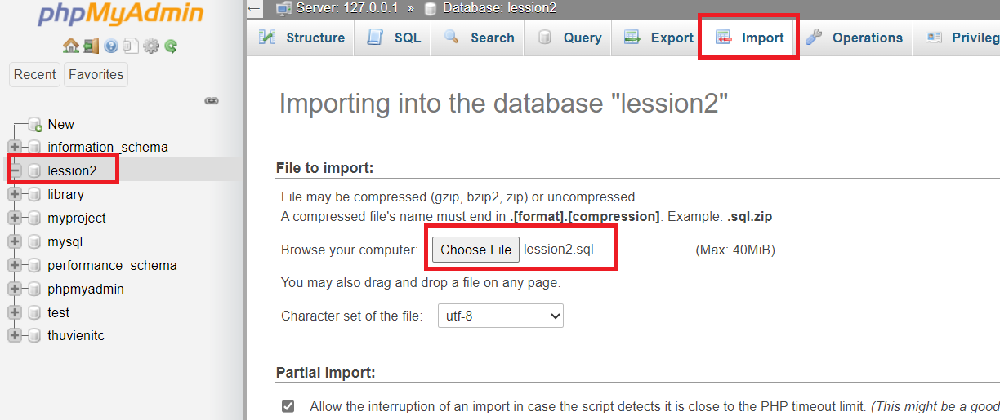 phpMyAdmin
Recent Favorites
New
information_schema
lession2
library
myproject
mysql
performance_schema
phpmyadmin
test
thuvienitc
Server: 127.0.0.1 » Database: lession2
Structure SQL Search Query Export Import Operations Privileg
Importing into the database "lession2"
File to import:
File may be compressed (gzip, bzip2, zip) or uncompressed.
A compressed file's name must end in .[format].[compression]. Example: .sql.zip
Browse your computer: Choose File lession2.sql (Max: 40MiB)
You may also drag and drop a file on any page.
Character set of the file: utf-8
Partial import:
Allow the interruption of an import in case the script detects it is close to the PHP timeout limit. (This might be a good